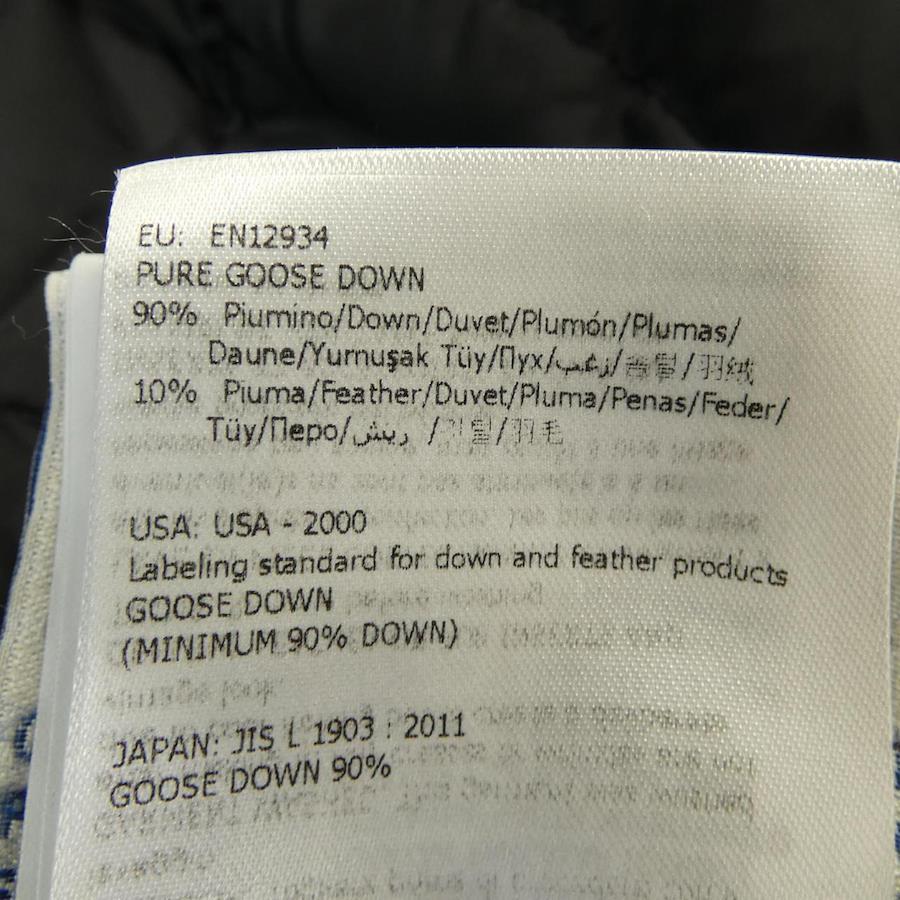 EU: EN12934
PURE GOOSE DOWN
90% Piumino/Down/Duvet/Plumón/Plumas/
Daune/Yumuşak Tüy/Пух/زغب/솜털/羽绒
10% Piuma/Feather/Duvet/Pluma/Penas/Feder/
Tüy/Перо/ريش /깃털/羽毛
USA: USA - 2000
Labeling standard for down and feather products
GOOSE DOWN
(MINIMUM 90% DOWN)
JAPAN: JIS L 1903 : 2011
GOOSE DOWN 90%